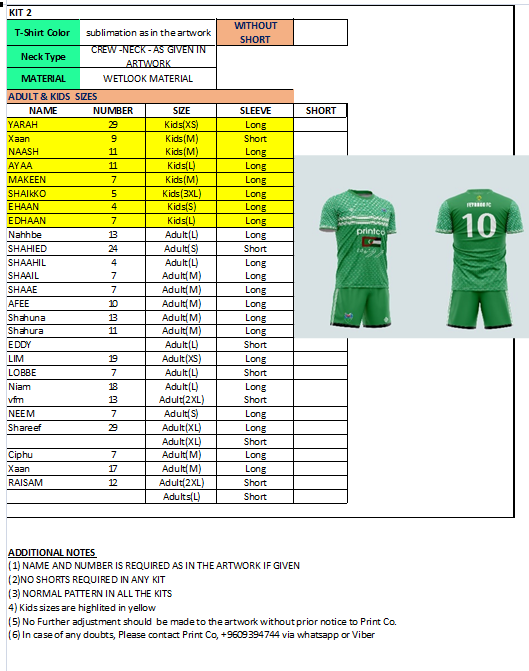 KIT 2
T-Shirt Color sublimation as in the artwork WITHOUT SHORT
Neck Type CREW -NECK - AS GIVEN IN ARTWORK
MATERIAL WETLOOK MATERIAL
ADULT & KIDS SIZES
NAME NUMBER SIZE SLEEVE SHORT
YARAH 29 Kids(XS) Long
Xaan 9 Kids(M) Short
NAASH 11 Kids(M) Long
AYAA 11 Kids(L) Long
MAKEEN 7 Kids(M) Long
SHAIkKO 5 Kids(3XL) Long
EHAAN 4 Kids(S) Long
EDHAAN 7 Kids(L) Long
Nahhbe 13 Adult(L) Long
SHAHIED 24 Adult(S) Short
SHAAHIL 4 Adult(L) Long
SHAAIL 7 Adult(M) Long
SHAAE 7 Adult(M) Long
AFEE 10 Adult(M) Long
Shahuna 13 Adult(M) Long
Shahura 11 Adult(M) Long
EDDY Adult(L) Short
LIM 19 Adult(XS) Long
LOBBE 7 Adult(L) Short
Niam 18 Adult(L) Long
vfm 13 Adult(2XL) Short
NEEM 7 Adult(S) Long
Shareef 29 Adult(XL) Long
Adult(XL) Short
Ciphu 7 Adult(M) Long
Xaan 17 Adult(M) Long
RAISAM 12 Adult(2XL) Short
Adults(L) Short
printco
10
ADDITIONAL NOTES
(1) NAME AND NUMBER IS REQUIRED AS IN THE ARTWORK IF GIVEN
(2)NO SHORTS REQUIRED IN ANY KIT
(3) NORMAL PATTERN IN ALL THE KITS
4) Kids sizes are highlited in yellow
(5) No Further adjustment should be made to the artwork without prior notice to Print Co.
(6) In case of any doubts, Please contact Print Co, +9609394744 via whatsapp or Viber